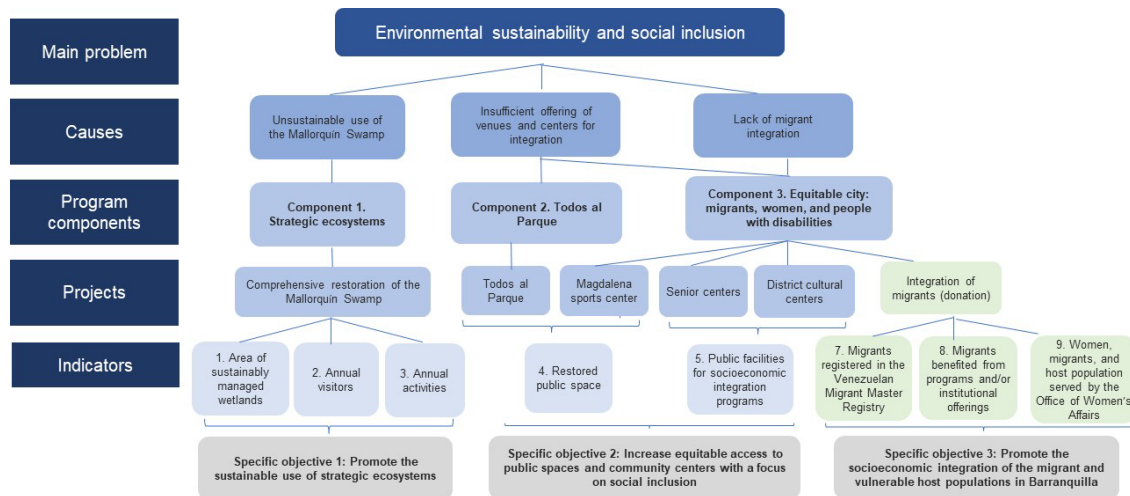 Main problem
Environmental sustainability and social inclusion
Causes
Unsustainable use of
the Mallorquín Swamp
Insufficient offering of
venues and centers for
integration
Lack of migrant
integration
Program
components
Component 1.
Strategic ecosystems
Component 2. Todos al
Parque
Component 3. Equitable city:
migrants, women, and people
with disabilities
Projects
Comprehensive restoration of the
Mallorquín Swamp
Todos al
Parque
Magdalena
sports center
Senior centers
District cultural
centers
Integration of
migrants (donation)
Indicators
1. Area of
sustainably
managed
wetlands
2. Annual
visitors
3. Annual
activities
4. Restored
public space
5. Public facilities
for socioeconomic
integration
programs
7. Migrants
registered in the
Venezuelan
Migrant Master
Registry
8. Migrants
benefited from
programs and/or
institutional
offerings
9. Women,
migrants, and
host population
served by the
Office of Women's
Affairs
Specific objective 1: Promote the
sustainable use of strategic ecosystems
Specific objective 2: Increase equitable access to
public spaces and community centers with a focus
on social inclusion
Specific objective 3: Promote the
socioeconomic integration of the migrant and
vulnerable host populations in Barranquilla